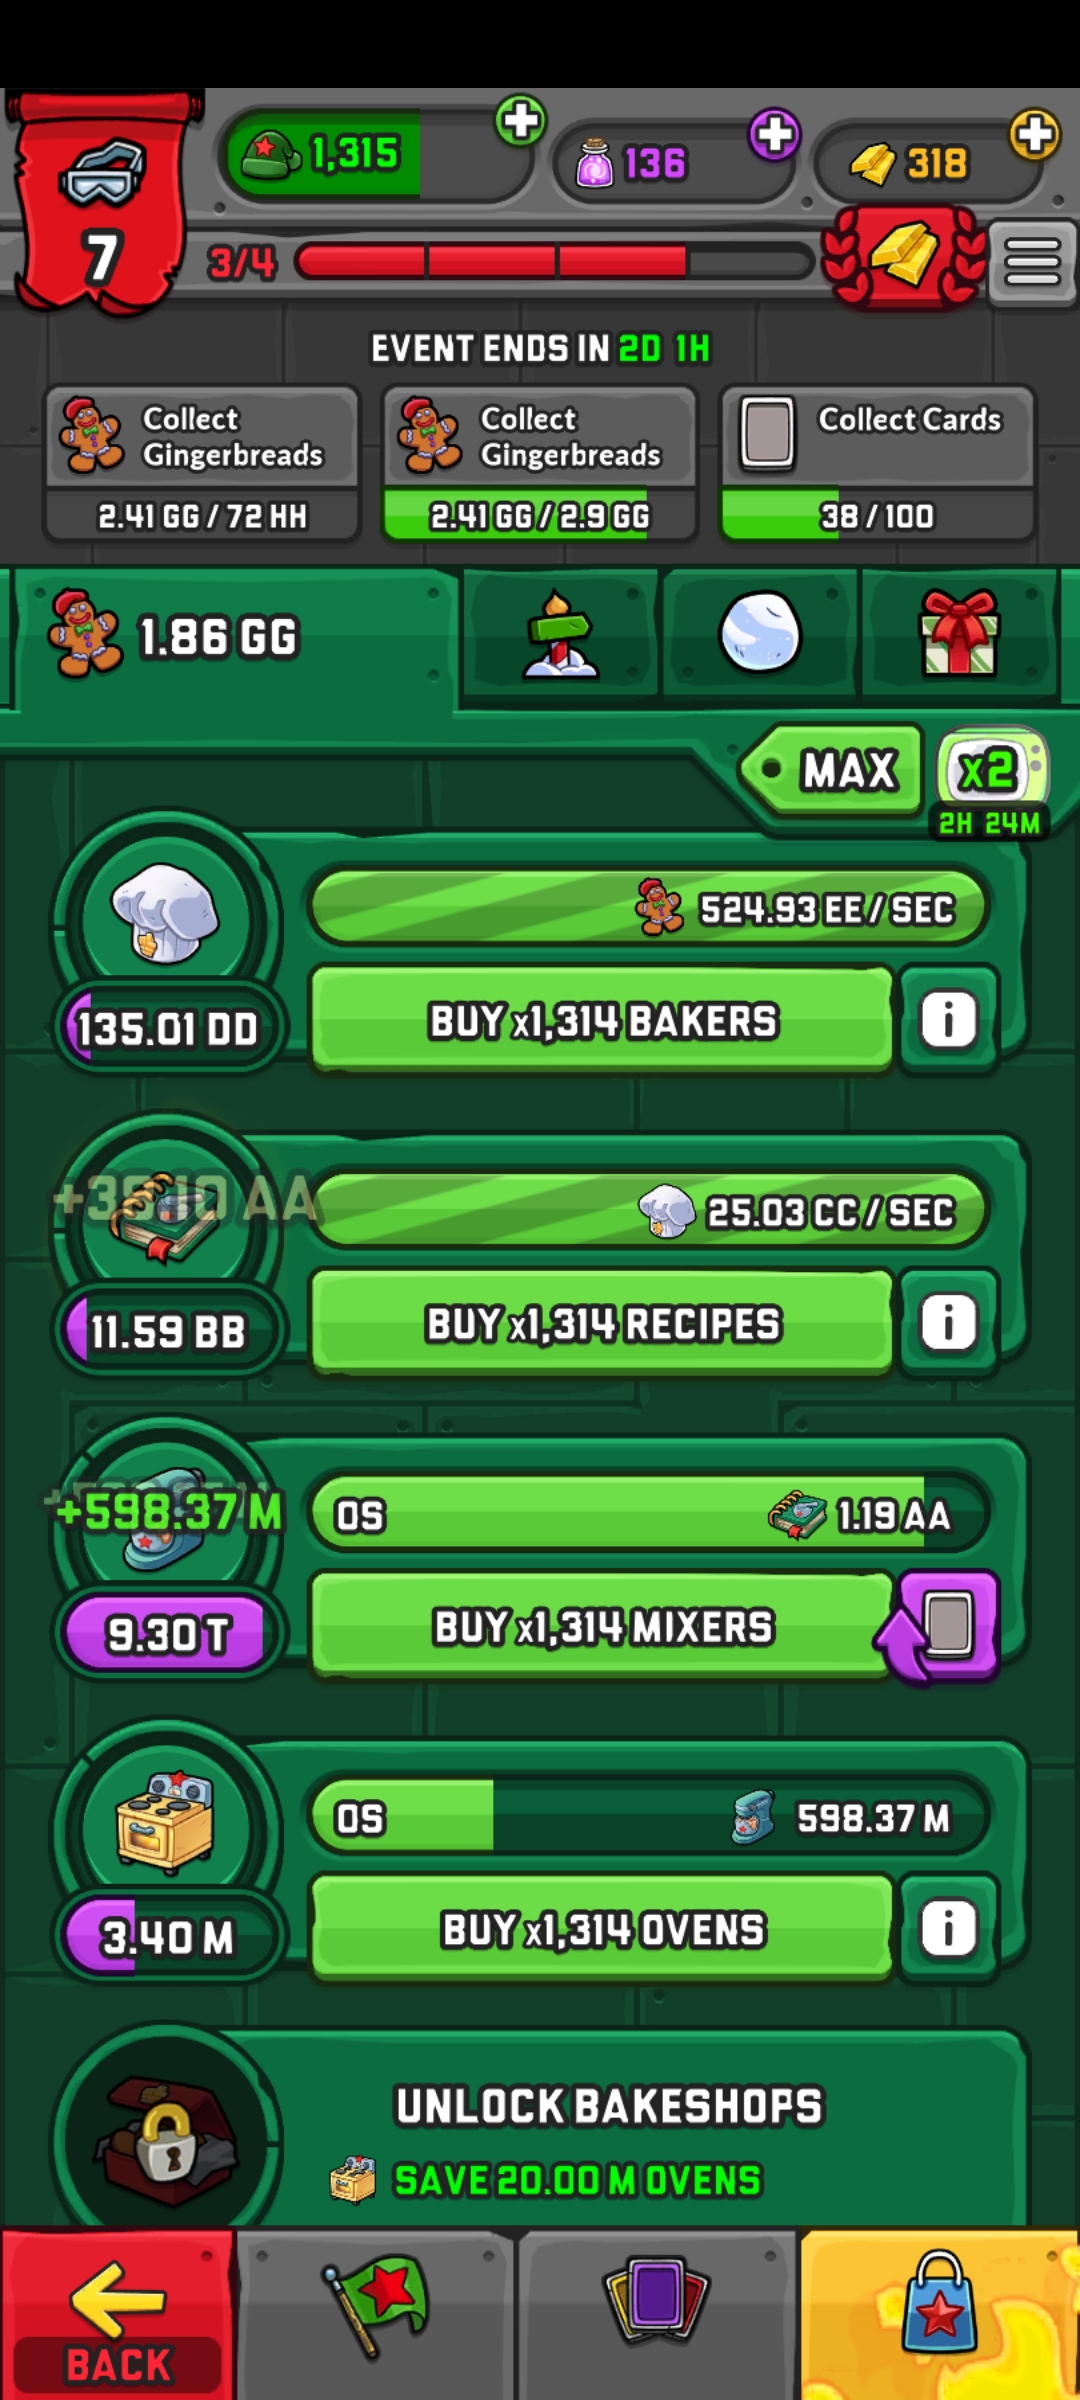 1,315
136
318
7
3/4
EVENT ENDS IN 2D 1H
Collect
Gingerbreads
2.41 GG / 72 HH
Collect
Gingerbreads
2.41 GG / 2.9 GG
Collect Cards
38 / 100
1.86 GG
MAX
x2
2H 24M
524.93 EE / SEC
135.01 DD
BUY x1,314 BAKERS
i
25.03 CC / SEC
11.59 BB
BUY x1,314 RECIPES
i
+598.37 M
0S
1.19 AA
9.30 T
BUY x1,314 MIXERS
0S
598.37 M
3.40 M
BUY x1,314 OVENS
i
UNLOCK BAKESHOPS
SAVE 20.00 M OVENS
BACK